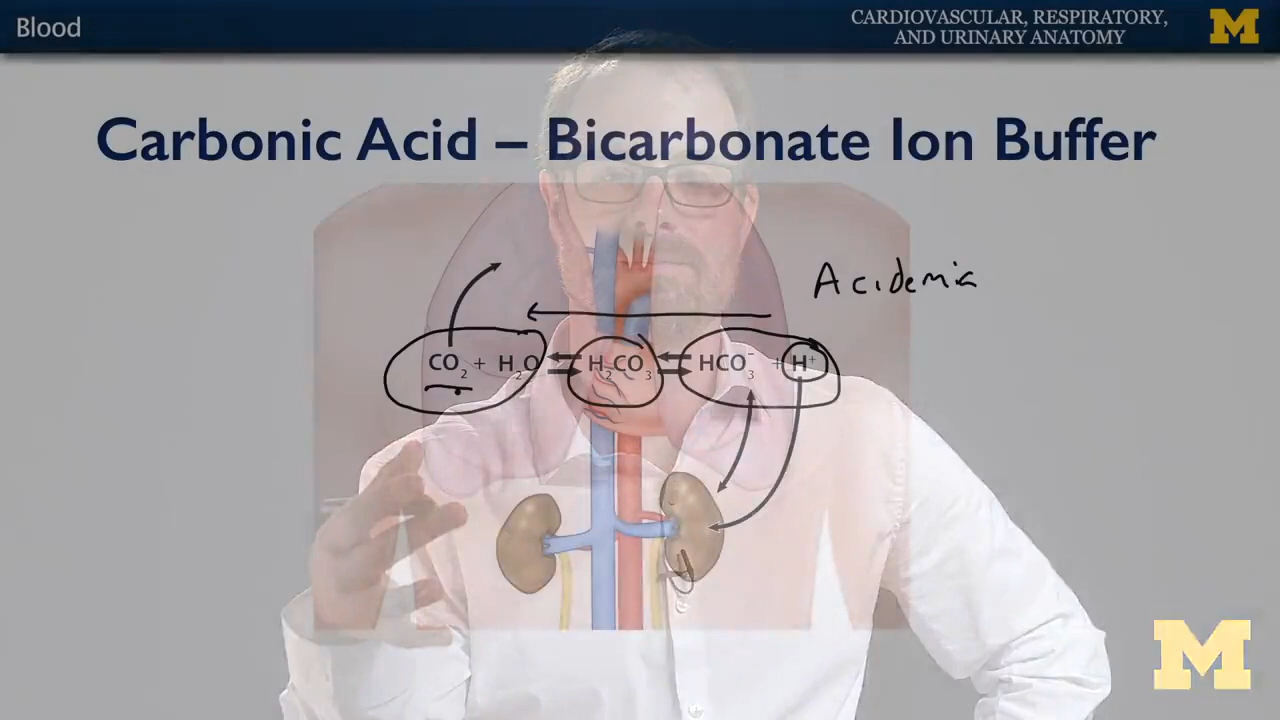 Blood
CARDIOVASCULAR, RESPIRATORY,
AND URINARY ANATOMY
M
Carbonic Acid – Bicarbonate Ion Buffer
Acidemia
CO₂ + H₂O ⇌ H₂CO₃ ⇌ HCO₃⁻ + H⁺
M